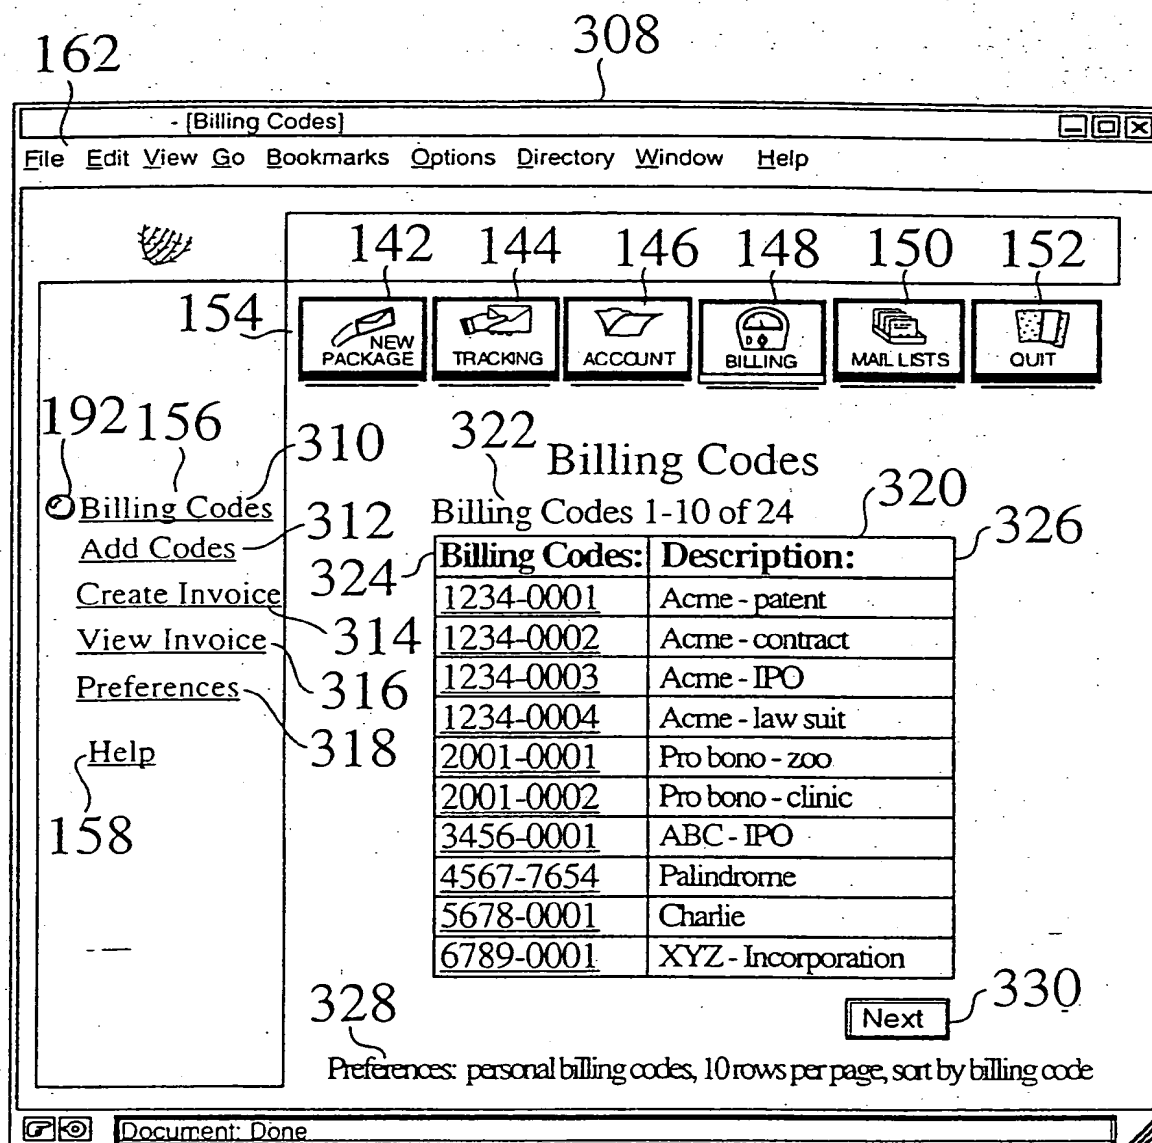 308
162
- [Billing Codes]
File Edit View Go Bookmarks Options Directory Window Help
142 144 146 148 150 152
154
NEW PACKAGE
TRACKING
ACCOUNT
BILLING
MAIL LISTS
QUIT
192 156 310
Billing Codes
312
Add Codes
Create Invoice
314
View Invoice
316
Preferences
318
Help
158
322
Billing Codes
320
Billing Codes 1-10 of 24
326
324
Billing Codes: Description:
1234-0001 Acme - patent
1234-0002 Acme - contract
1234-0003 Acme - IPO
1234-0004 Acme - law suit
2001-0001 Pro bono - zoo
2001-0002 Pro bono - clinic
3456-0001 ABC - IPO
4567-7654 Palindrome
5678-0001 Charlie
6789-0001 XYZ - Incorporation
328
Next
330
Preferences: personal billing codes, 10 rows per page, sort by billing code
Document: Done